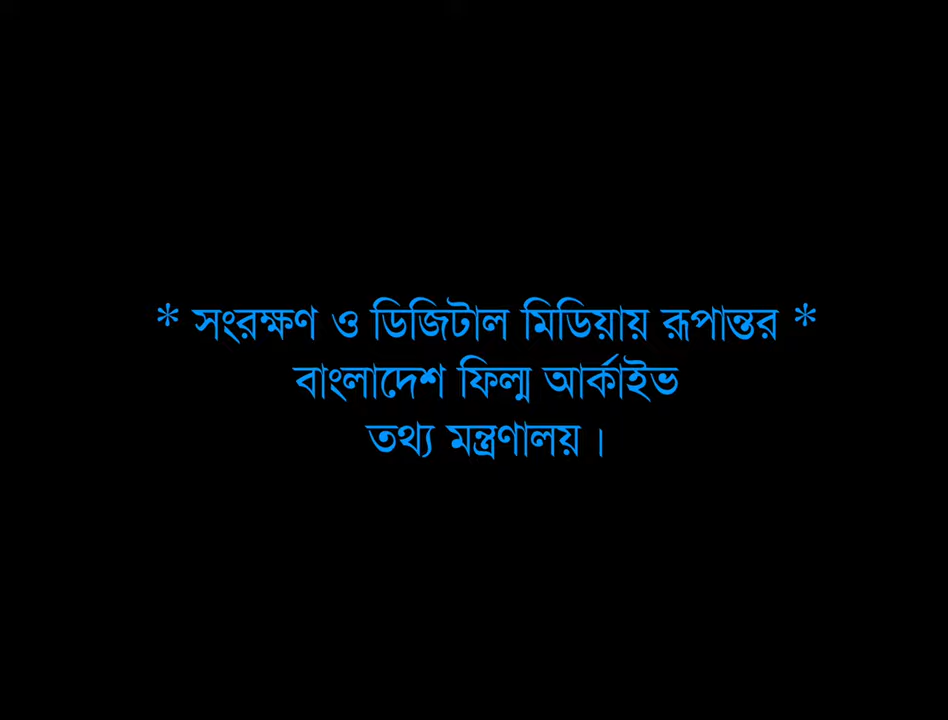 * সংরক্ষণ ও ডিজিটাল মিডিয়ায় রূপান্তর *
বাংলাদেশ ফিল্ম আর্কাইভ
তথ্য মন্ত্রণালয় ।